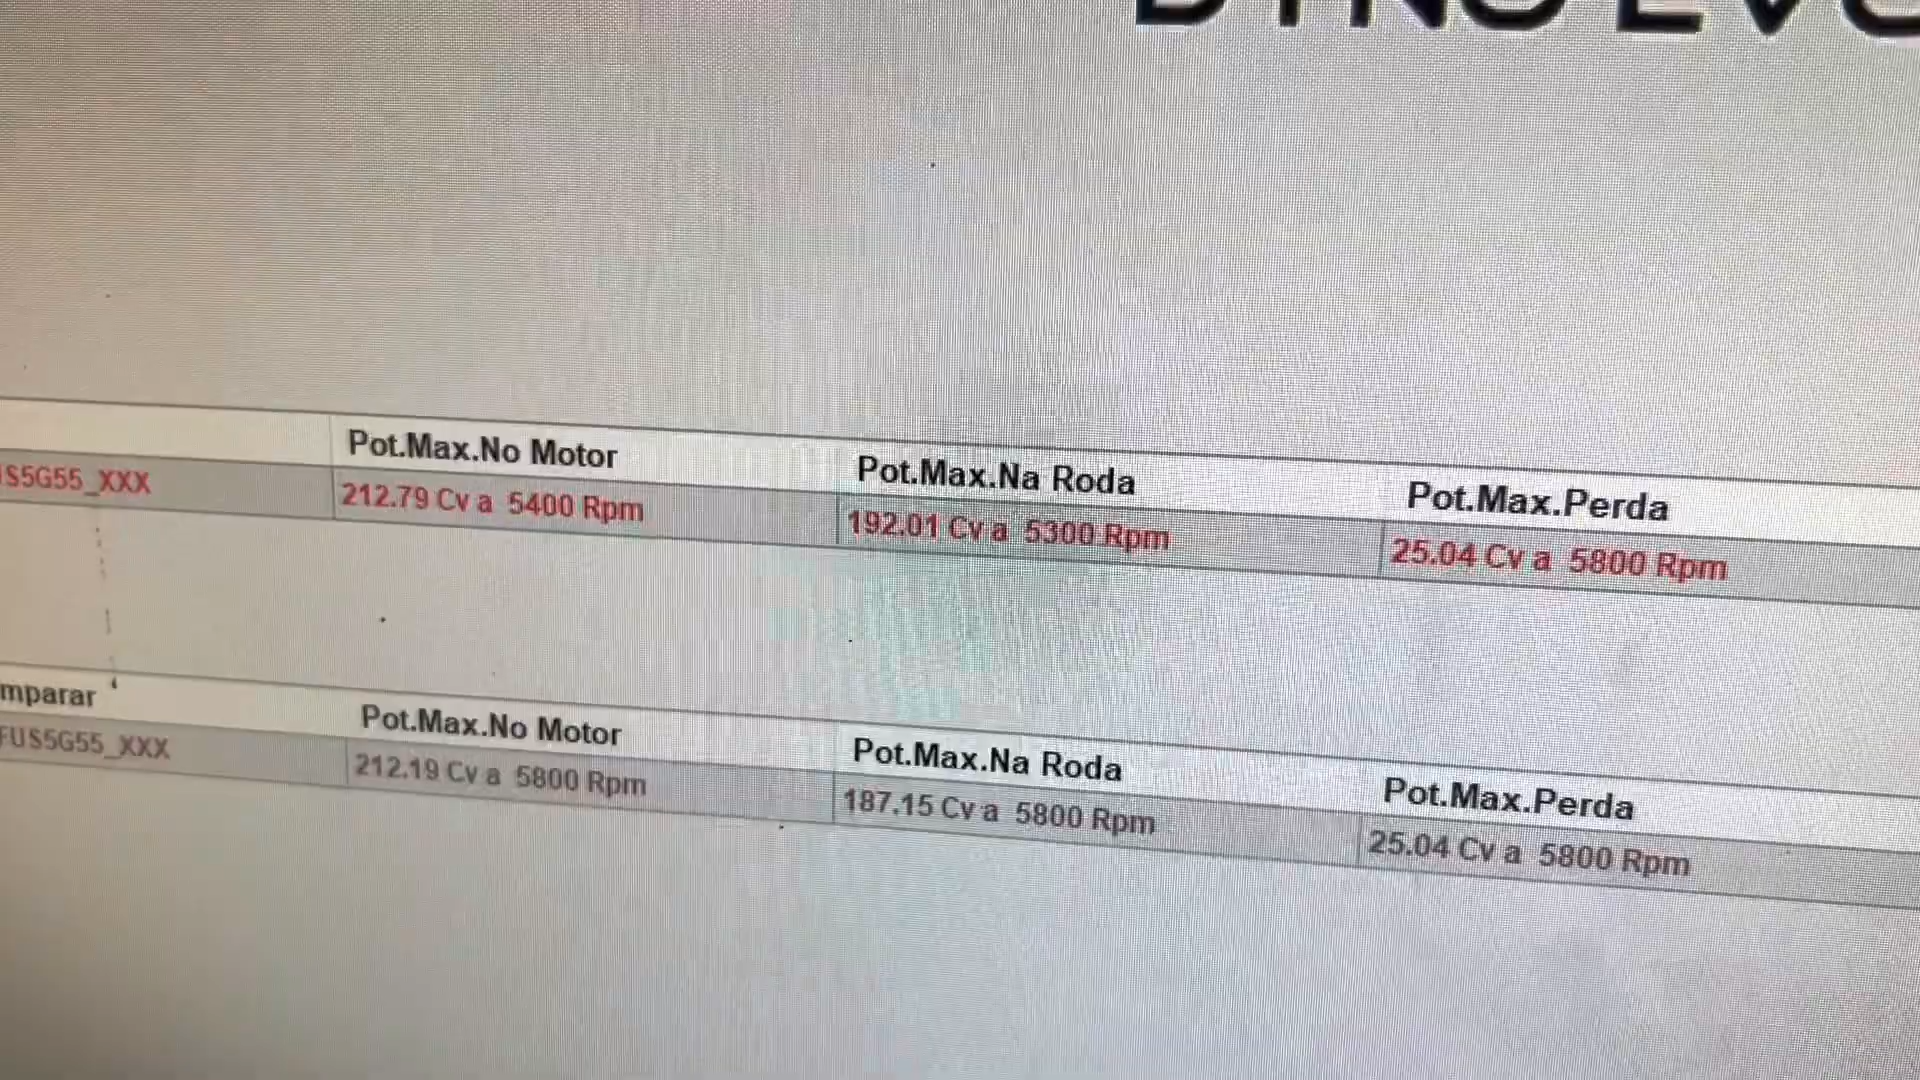 Pot.Max.No Motor Pot.Max.Na Roda Pot.Max.Perda
S5G55_XXX 212.79 Cv a 5400 Rpm 192.01 Cv a 5300 Rpm 25.04 Cv a 5800 Rpm
mparar Pot.Max.No Motor Pot.Max.Na Roda Pot.Max.Perda
FUS5G55_XXX 212.19 Cv a 5800 Rpm 187.15 Cv a 5800 Rpm 25.04 Cv a 5800 Rpm